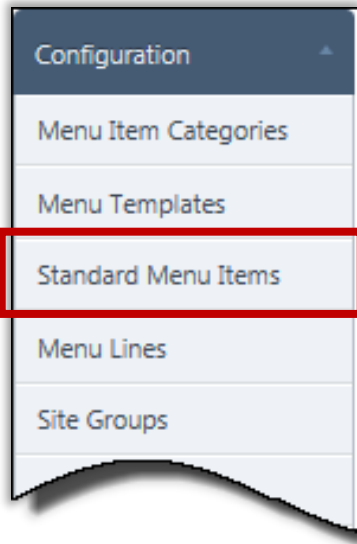 Configuration
Menu Item Categories
Menu Templates
Standard Menu Items
Menu Lines
Site Groups